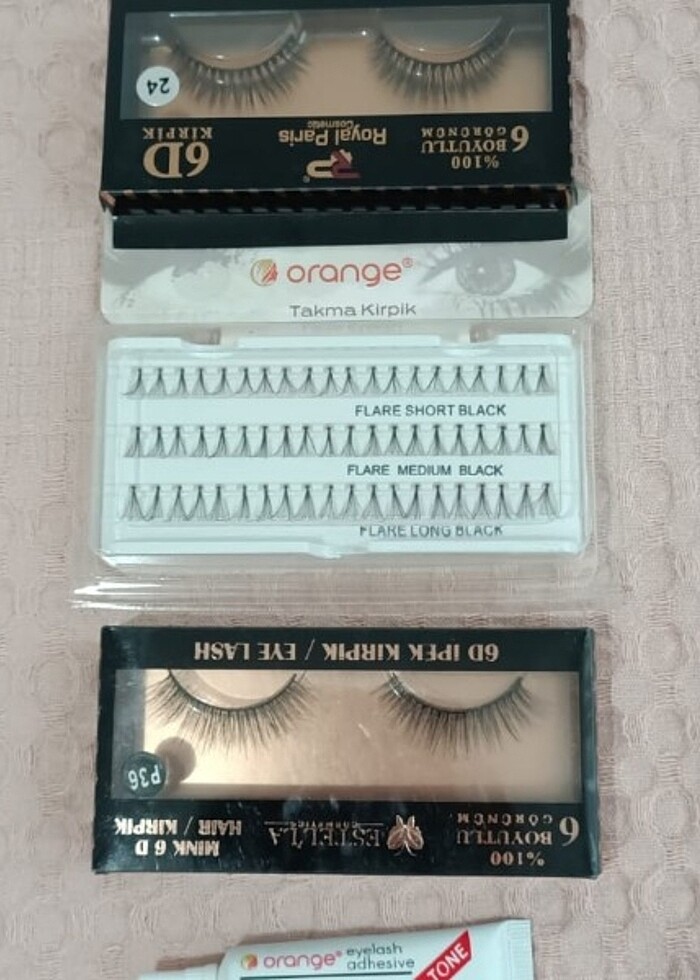 24
6D
KIRPIK
Royal Paris
Cosmetic
%100
6 BOYUTLU
GÖRÜNÜM
orange®
Takma Kirpik
FLARE SHORT BLACK
FLARE MEDIUM BLACK
FLARE LONG BLACK
6D IPEK KIRPIK / EYE LASH
P36
MINK 6 D
HAIR / KIRPIK
ESTELLA
COSMETICS
%100
6 BOYUTLU
GÖRÜNÜM
orange® eyelash
adhesive
TONE